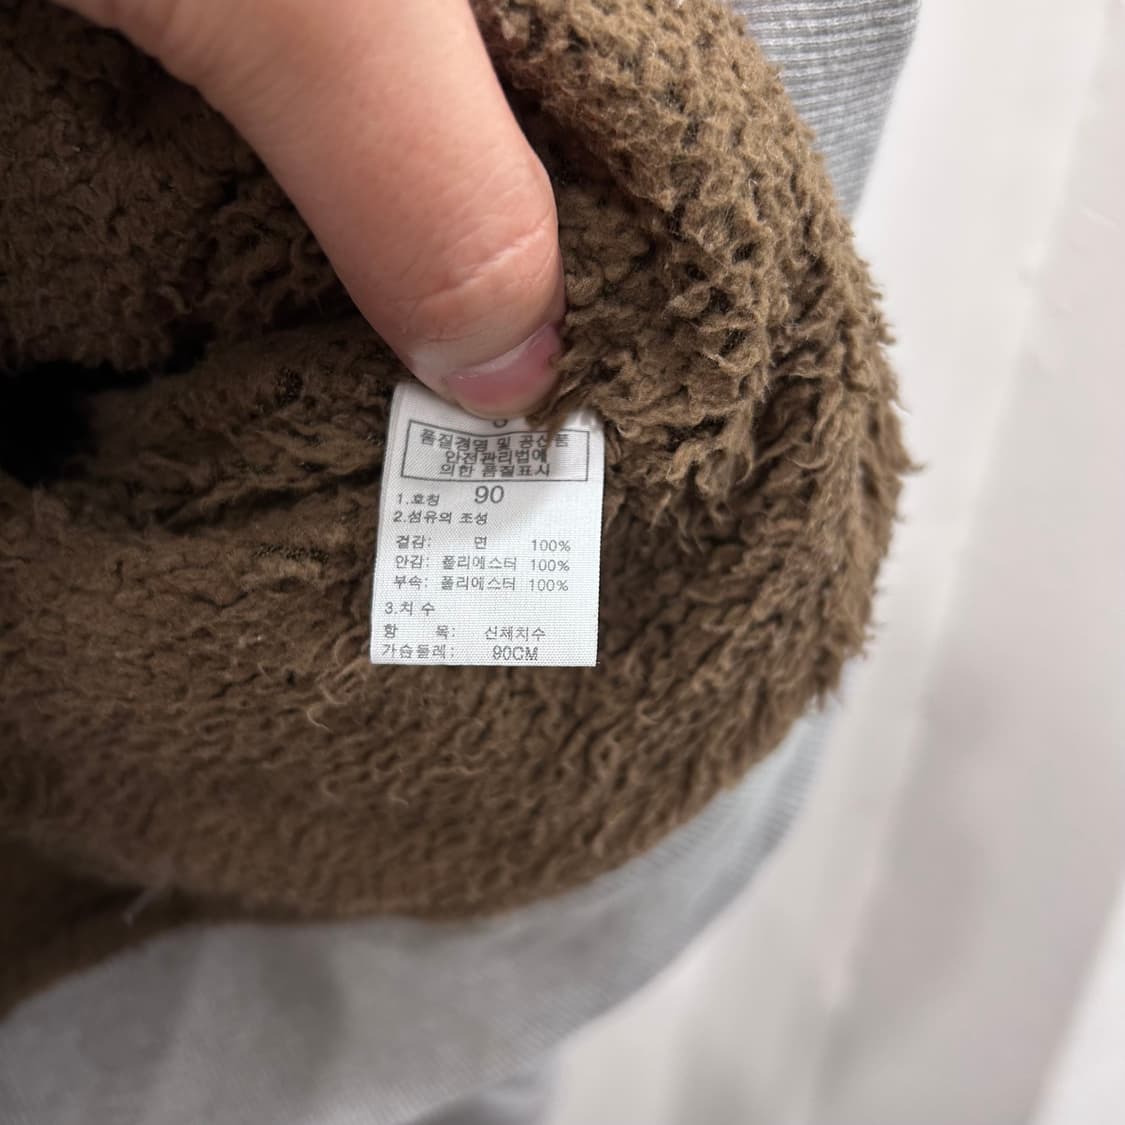 품질경영 및 공산품
안전관리법에
의한 품질표시
1.호칭 90
2.섬유의 조성
겉감: 면 100%
안감: 폴리에스터 100%
부속: 폴리에스터 100%
3.치 수
항 목: 신체치수
가슴둘레: 90CM